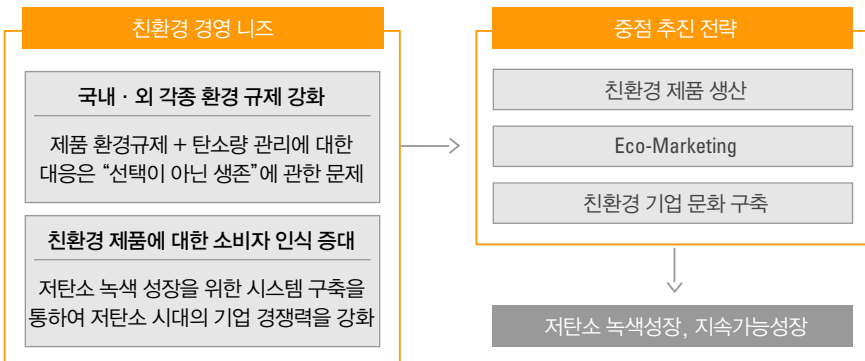 친환경 경영 니즈
국내 · 외 각종 환경 규제 강화
제품 환경규제 + 탄소량 관리에 대한
대응은 “선택이 아닌 생존”에 관한 문제
친환경 제품에 대한 소비자 인식 증대
저탄소 녹색 성장을 위한 시스템 구축을
통하여 저탄소 시대의 기업 경쟁력을 강화
중점 추진 전략
친환경 제품 생산
Eco-Marketing
친환경 기업 문화 구축
저탄소 녹색성장, 지속가능성장